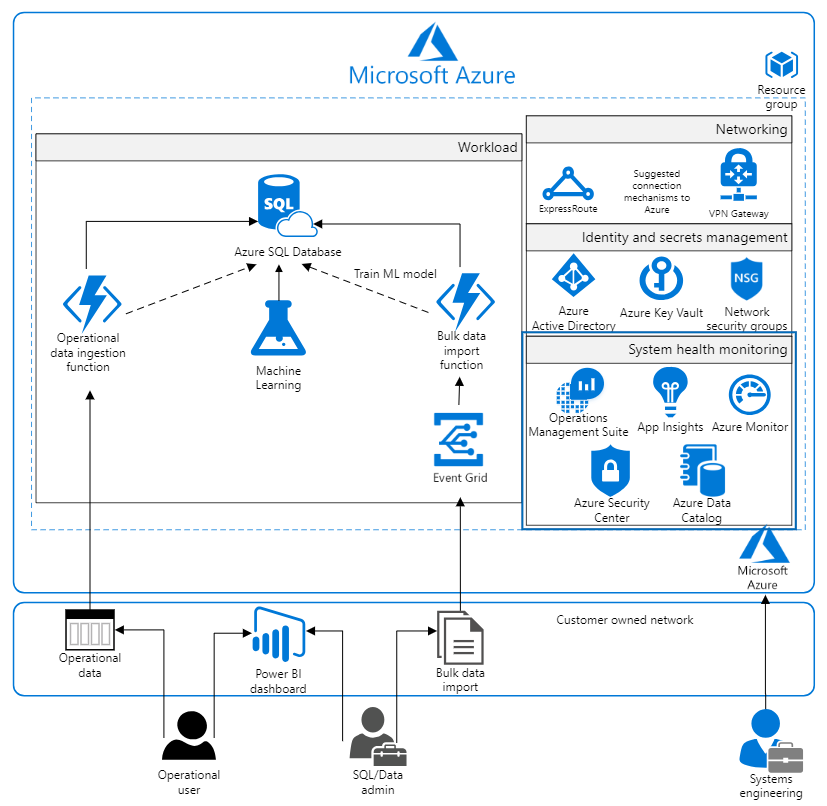 Microsoft Azure
Resource
group
Networking
Workload
SQL
Azure SQL Database
ExpressRoute
Suggested
connection
mechanisms to
Azure
VPN Gateway
Identity and secrets management
Train ML model
NSG
Azure
Active Directory
Azure Key Vault
Network
security groups
Operational
data ingestion
function
Machine
Learning
Bulk data
import
function
System health monitoring
Operations
Management Suite
App Insights
Azure Monitor
Event Grid
Azure Security
Center
Azure Data
Catalog
Microsoft
Azure
Customer owned network
Operational
data
Power BI
dashboard
Bulk data
import
Operational
user
SQL/Data
admin
Systems
engineering